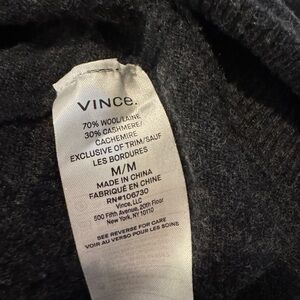 VINCE.
70% WOOL/LAINE
30% CASHMERE/
CACHEMIRE
EXCLUSIVE OF TRIM/SAUF
LES BORDURES
M/M
MADE IN CHINA
FABRIQUÉ EN CHINE
RN#106730
Vince, LLC
500 Fifth Avenue, 20th Floor
New York, NY 10110
SEE REVERSE FOR CARE
VOIR AU VERSO POUR LES SOINS